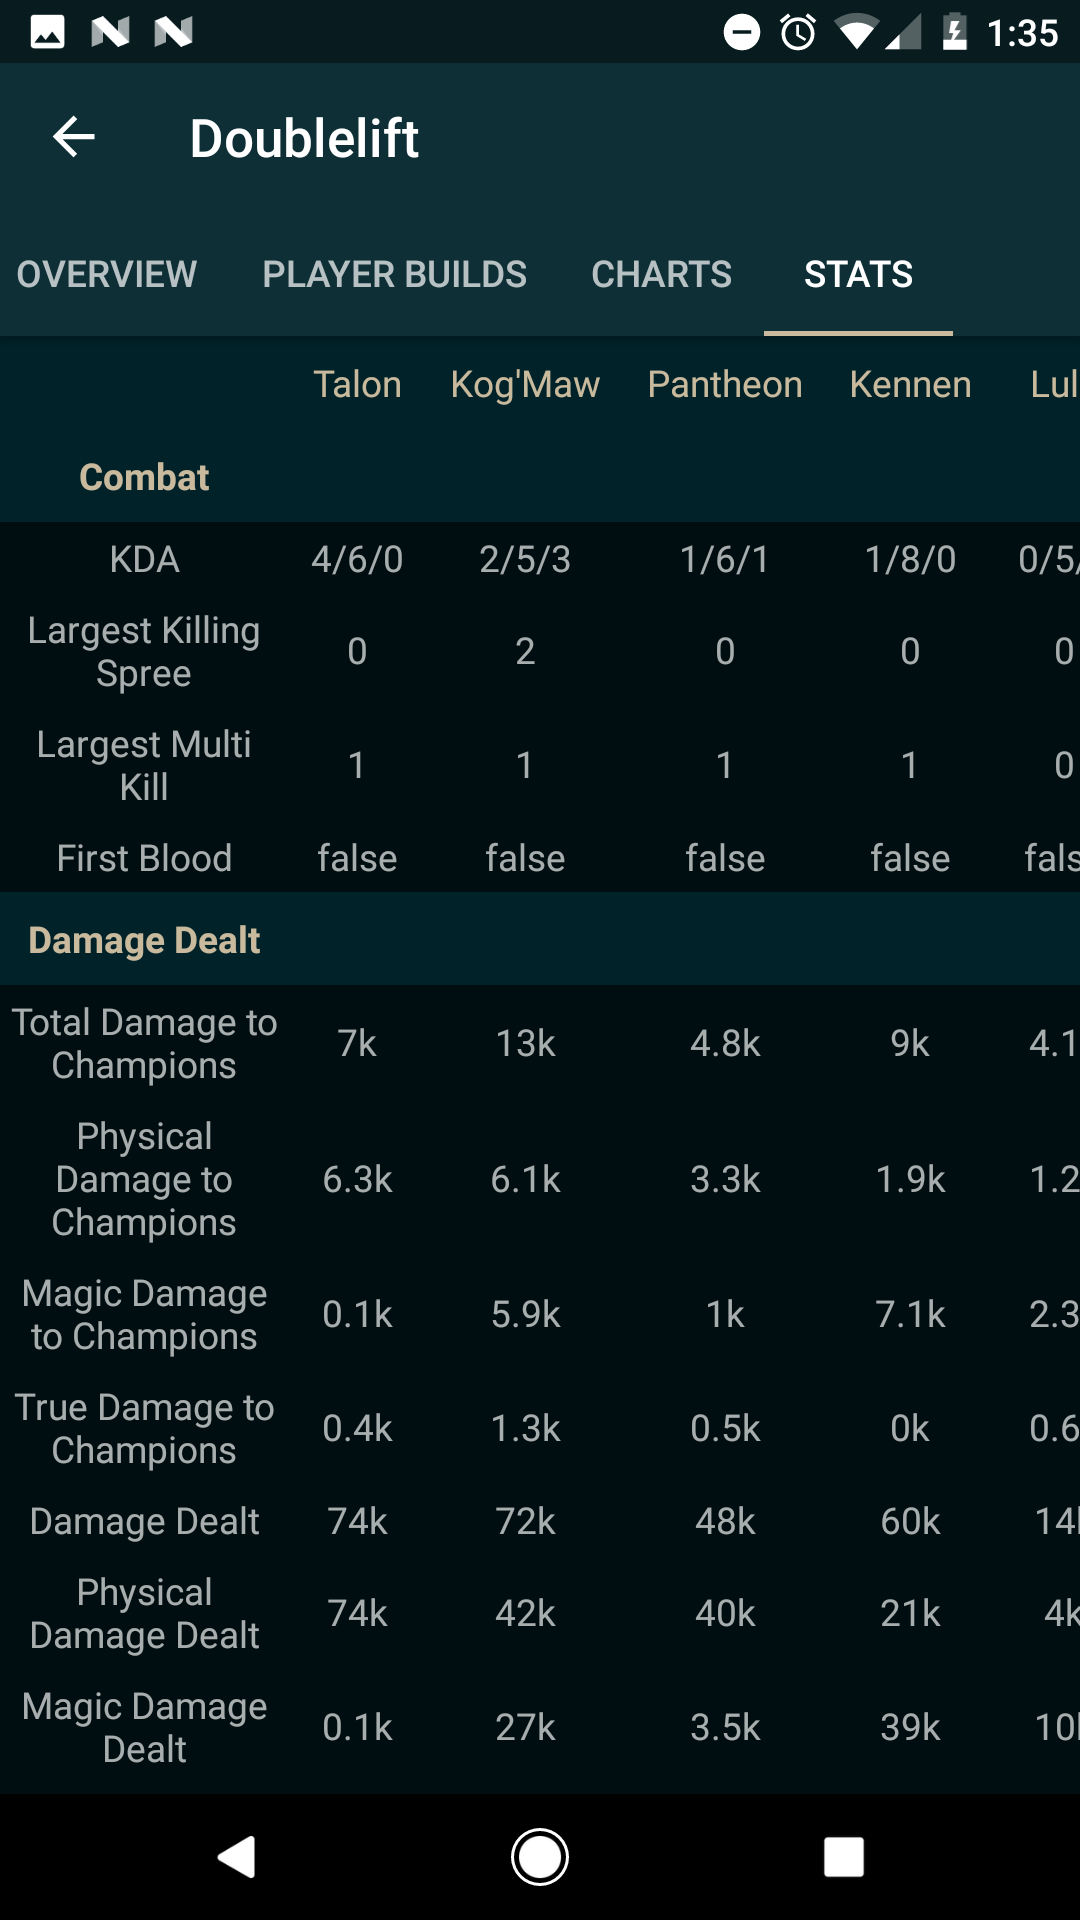 1:35
Doublelift
OVERVIEW PLAYER BUILDS CHARTS STATS
Talon Kog'Maw Pantheon Kennen Lul
Combat
KDA 4/6/0 2/5/3 1/6/1 1/8/0 0/5/
Largest Killing
Spree 0 2 0 0 0
Largest Multi
Kill 1 1 1 1 0
First Blood false false false false fals
Damage Dealt
Total Damage to
Champions 7k 13k 4.8k 9k 4.1
Physical
Damage to
Champions 6.3k 6.1k 3.3k 1.9k 1.2
Magic Damage
to Champions 0.1k 5.9k 1k 7.1k 2.3
True Damage to
Champions 0.4k 1.3k 0.5k 0k 0.6
Damage Dealt 74k 72k 48k 60k 14k
Physical
Damage Dealt 74k 42k 40k 21k 4k
Magic Damage
Dealt 0.1k 27k 3.5k 39k 10k